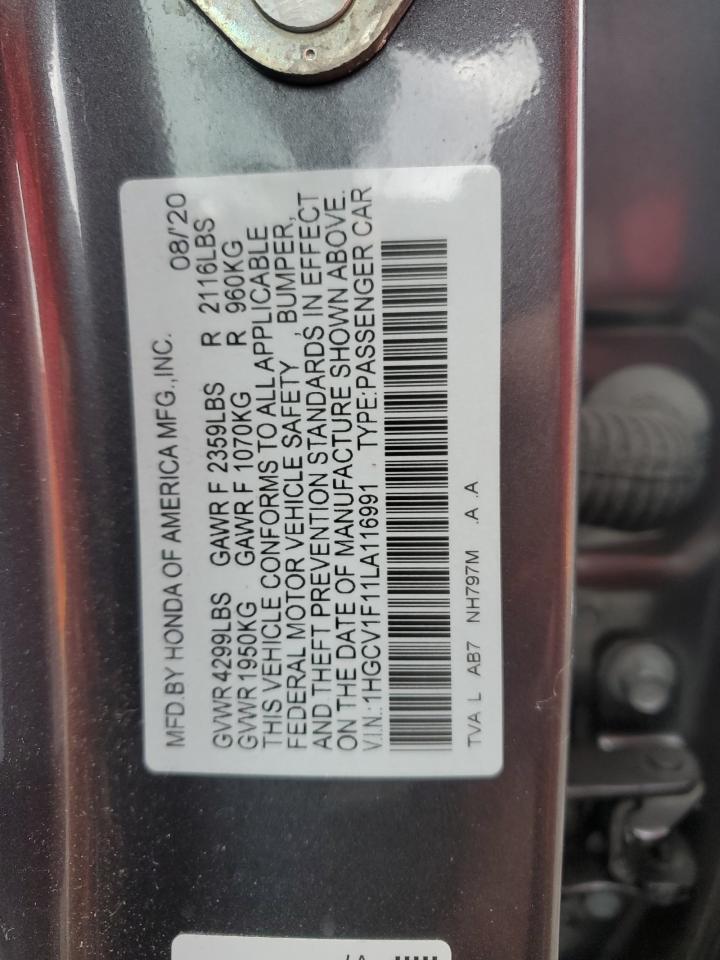 MFD.BY HONDA OF AMERICA MFG.,INC. 08/'20
GVWR 4299LBS GAWR F 2359LBS R 2116LBS
GVWR 1950KG GAWR F 1070KG R 960KG
THIS VEHICLE CONFORMS TO ALL APPLICABLE
FEDERAL MOTOR VEHICLE SAFETY , BUMPER,
AND THEFT PREVENTION STANDARDS IN EFFECT
ON THE DATE OF MANUFACTURE SHOWN ABOVE.
V.I.N.:1HGCV1F11LA116991 TYPE:PASSENGER CAR
TVA L AB7 NH797M .A .A